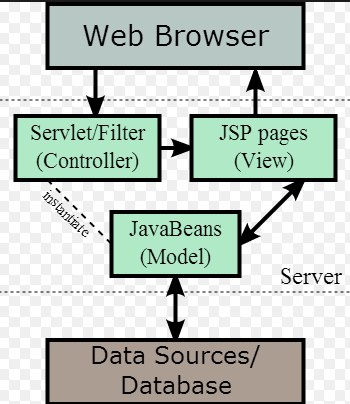 Web Browser
Servlet/Filter
(Controller)
JSP pages
(View)
instantiate
JavaBeans
(Model)
Server
Data Sources/
Database